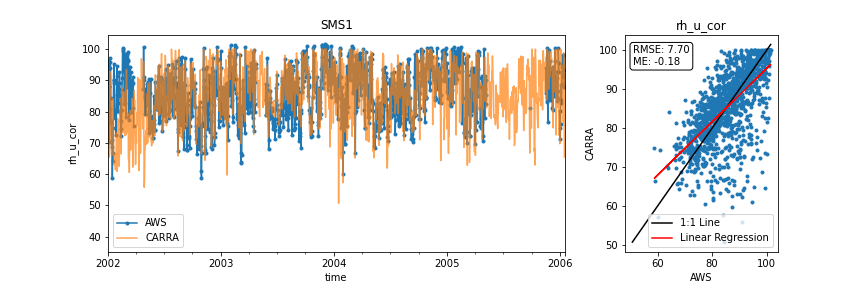 SMS1
rh_u_cor
100
90
80
70
60
50
40
AWS
CARRA
2002
2003
2004
2005
2006
time
rh_u_cor
RMSE: 7.70
ME: -0.18
CARRA
100
90
80
70
60
50
1:1 Line
Linear Regression
60
80
100
AWS